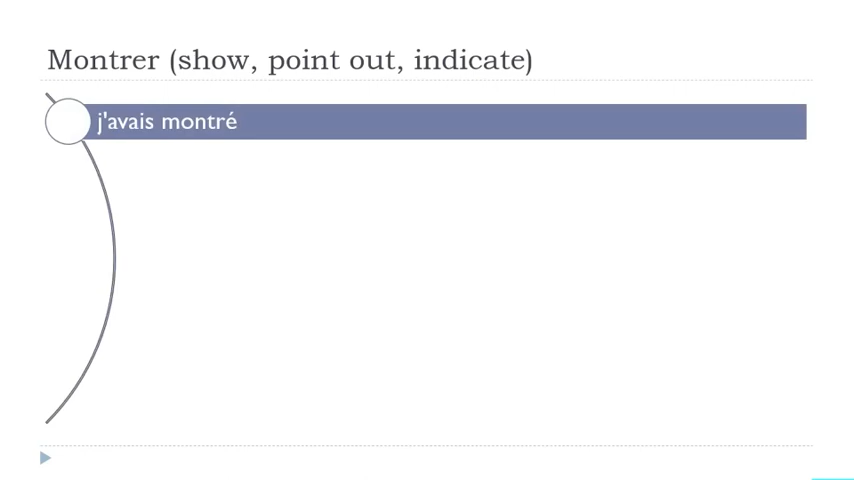 Montrer (show, point out, indicate)
j'avais montré